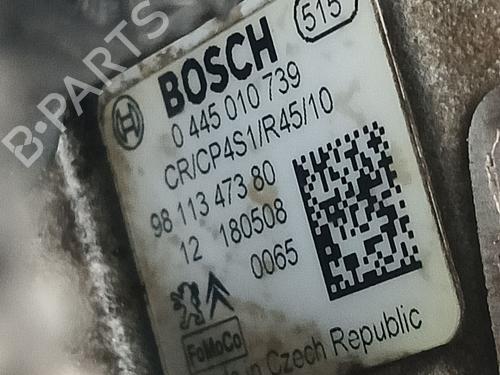 B-PARTS
BOSCH
515
0 445 010 739
CR/CP4S1/R45/10
98 113 473 80
12 180508
0065
FoMoCo
in Czech Republic